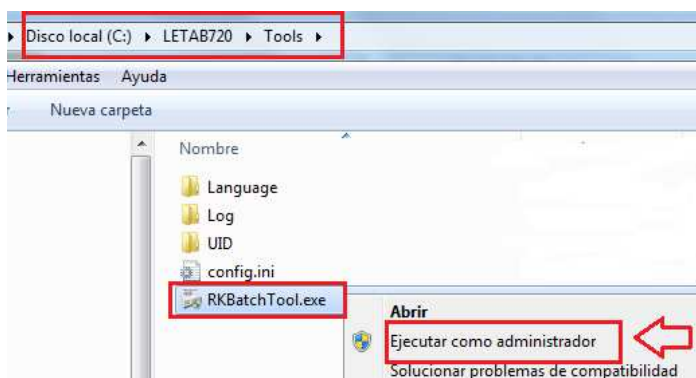 Disco local (C:) ▸ LETAB720 ▸ Tools ▸
Herramientas Ayuda
Nueva carpeta
Nombre
Language
Log
UID
config.ini
RKBatchTool.exe
Abrir
Ejecutar como administrador
Solucionar problemas de compatibilidad